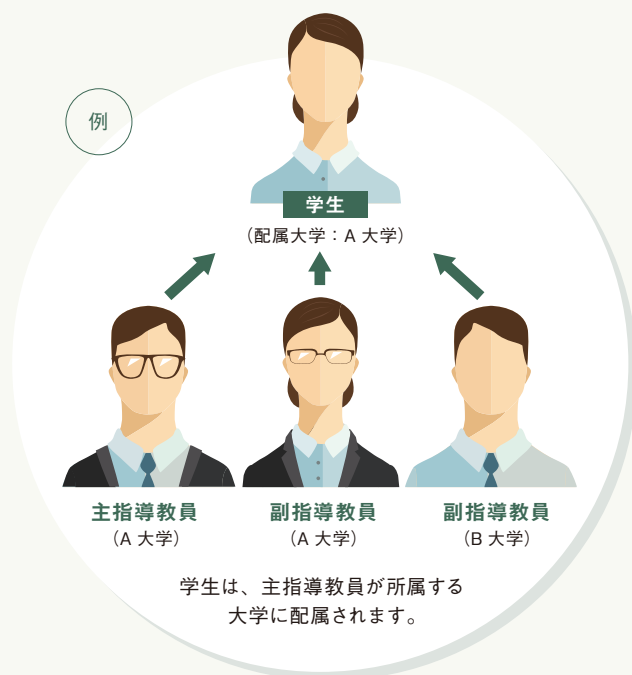 例
学生
（配属大学：A 大学）
主指導教員
（A 大学）
副指導教員
（A 大学）
副指導教員
（B 大学）
学生は、主指導教員が所属する
大学に配属されます。